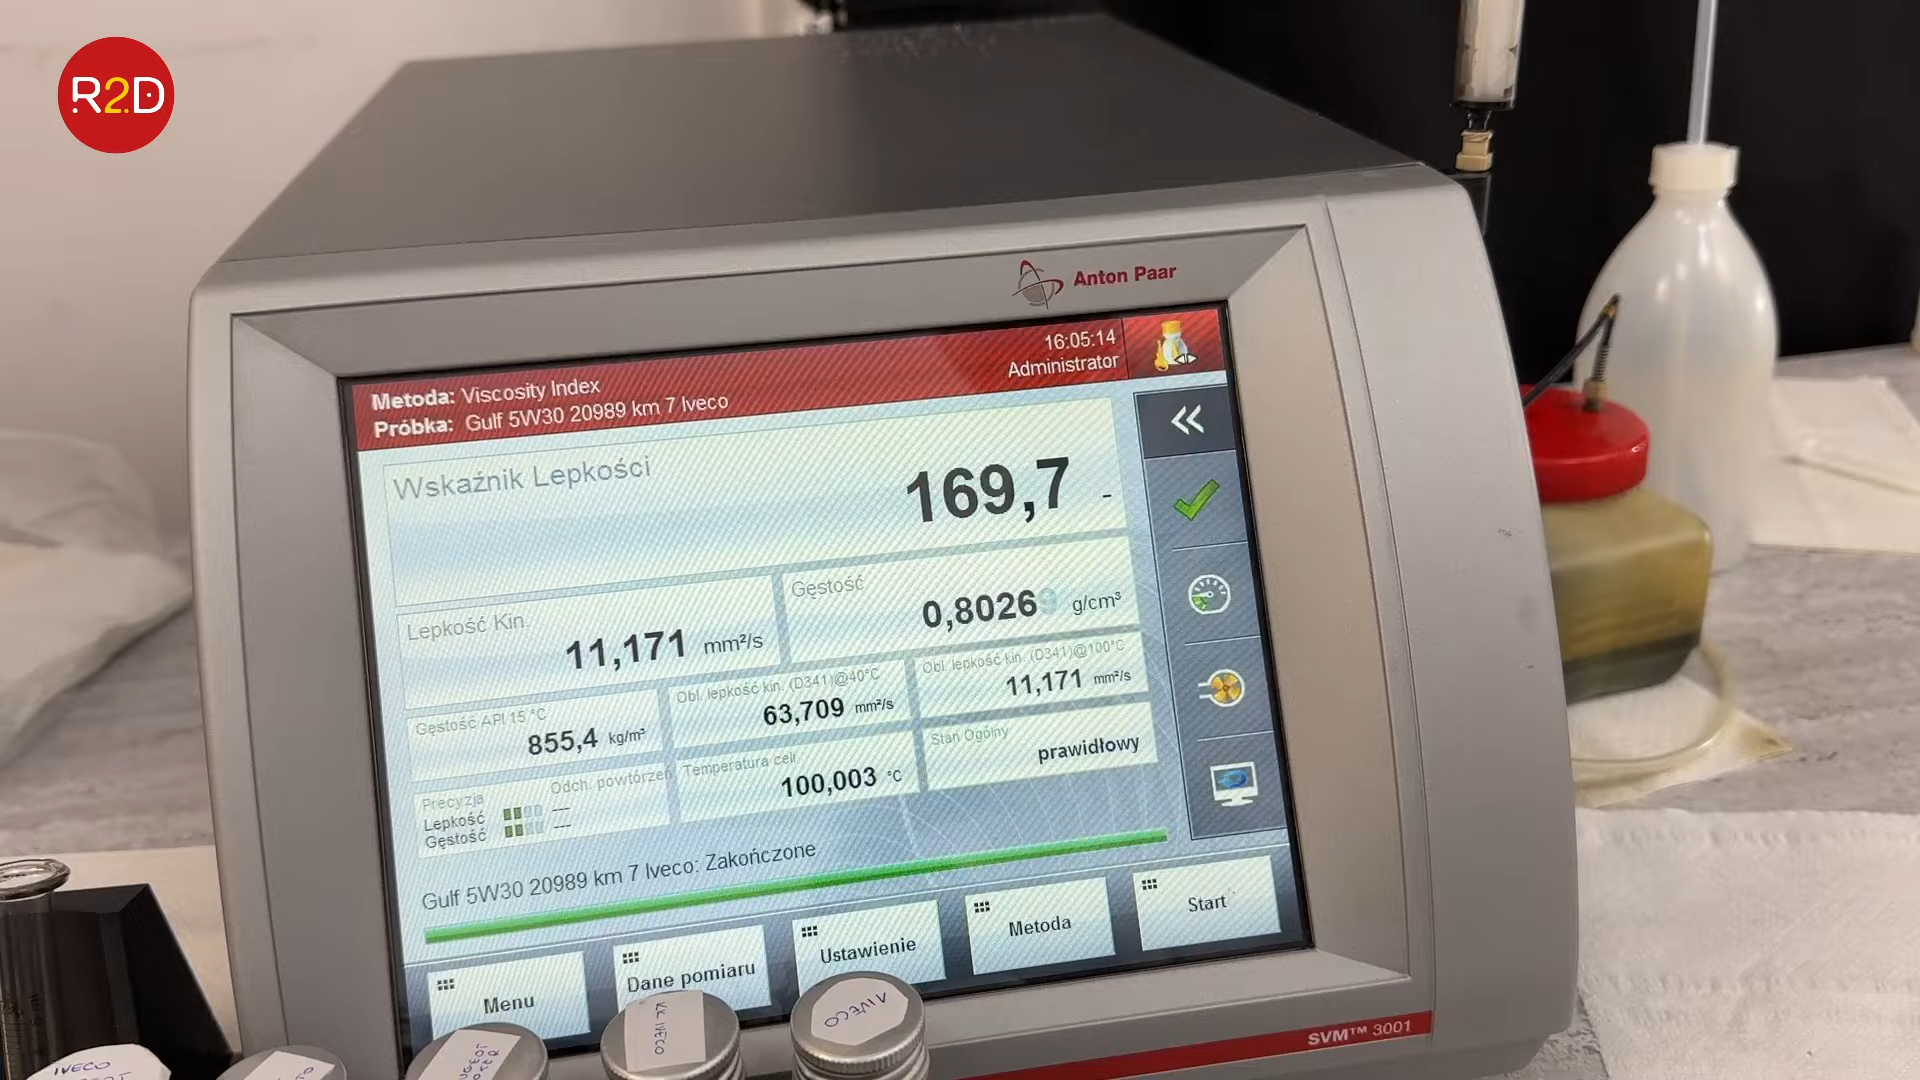 R2D
Anton Paar
16:05:14
Administrator
Metoda: Viscosity Index
Próbka: Gulf 5W30 20989 km 7 Iveco
Wskaźnik Lepkości
169,7 -
Lepkość Kin.
11,171 mm²/s
Gęstość
0,80269 g/cm³
Gęstość API 15 °C
855,4 kg/m³
Obl. lepkość kin. (D341)@40°C
63,709 mm²/s
Obl. lepkość kin. (D341)@100°C
11,171 mm²/s
Precyzja Odch. powtórzeń
Lepkość ---
Gęstość ---
Temperatura celi
100,003 °C
Stan Ogólny
prawidłowy
Gulf 5W30 20989 km 7 Iveco: Zakończone
Menu
Dane pomiaru
Ustawienie
Metoda
Start
SVM™ 3001
IVECO
IVECO
IVECO